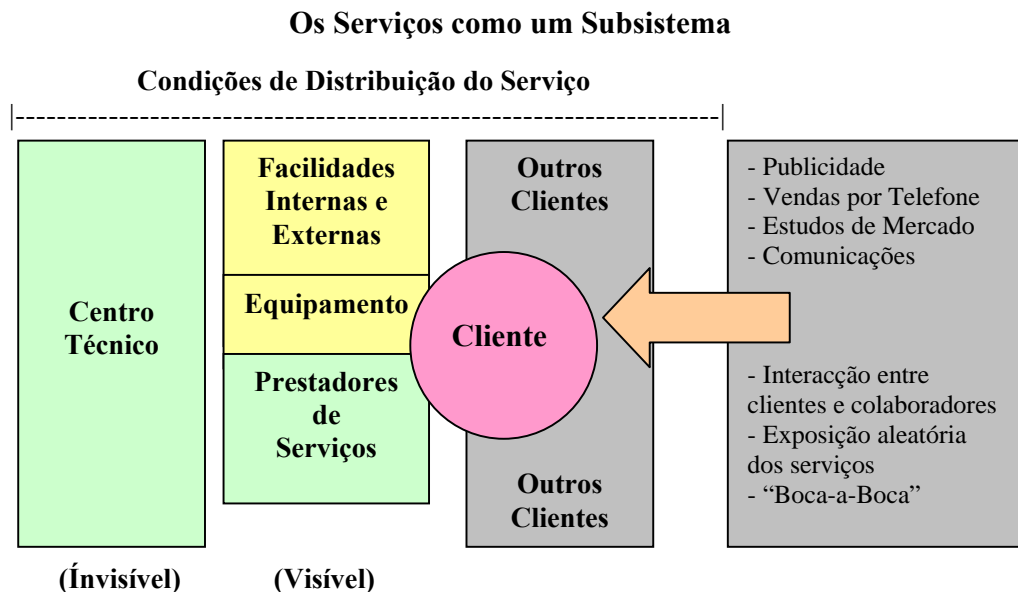 Os Serviços como um Subsistema
Condições de Distribuição do Serviço
|--------------------------------------------------------------------|
Centro
Técnico
Facilidades
Internas e
Externas
Equipamento
Prestadores
de
Serviços
Outros
Clientes
Cliente
Outros
Clientes
- Publicidade
- Vendas por Telefone
- Estudos de Mercado
- Comunicações
- Interacção entre
clientes e colaboradores
- Exposição aleatória
dos serviços
- “Boca-a-Boca”
(Ínvisível)
(Visível)